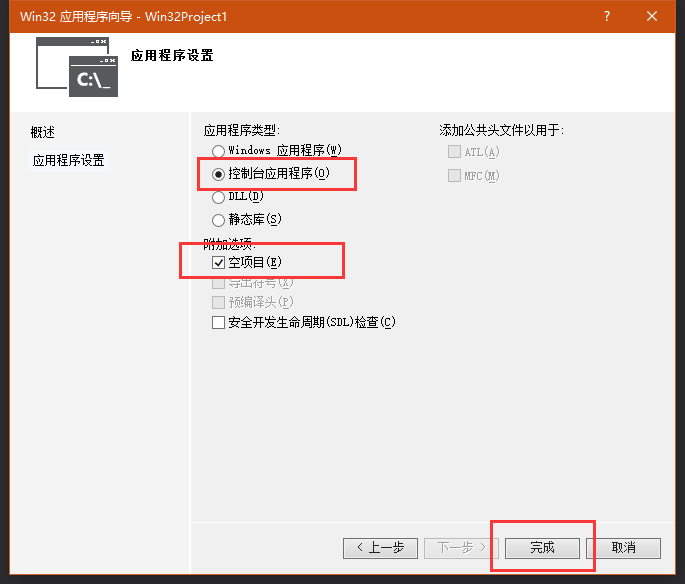 Win32 应用程序向导 - Win32Project1
?
C:\_
应用程序设置
概述
应用程序设置
应用程序类型:
Windows 应用程序(W)
控制台应用程序(O)
DLL(D)
静态库(S)
附加选项:
空项目(E)
导出符号(X)
预编译头(P)
安全开发生命周期(SDL)检查(C)
添加公共头文件以用于:
ATL(A)
MFC(M)
< 上一步
下一步 >
完成
取消